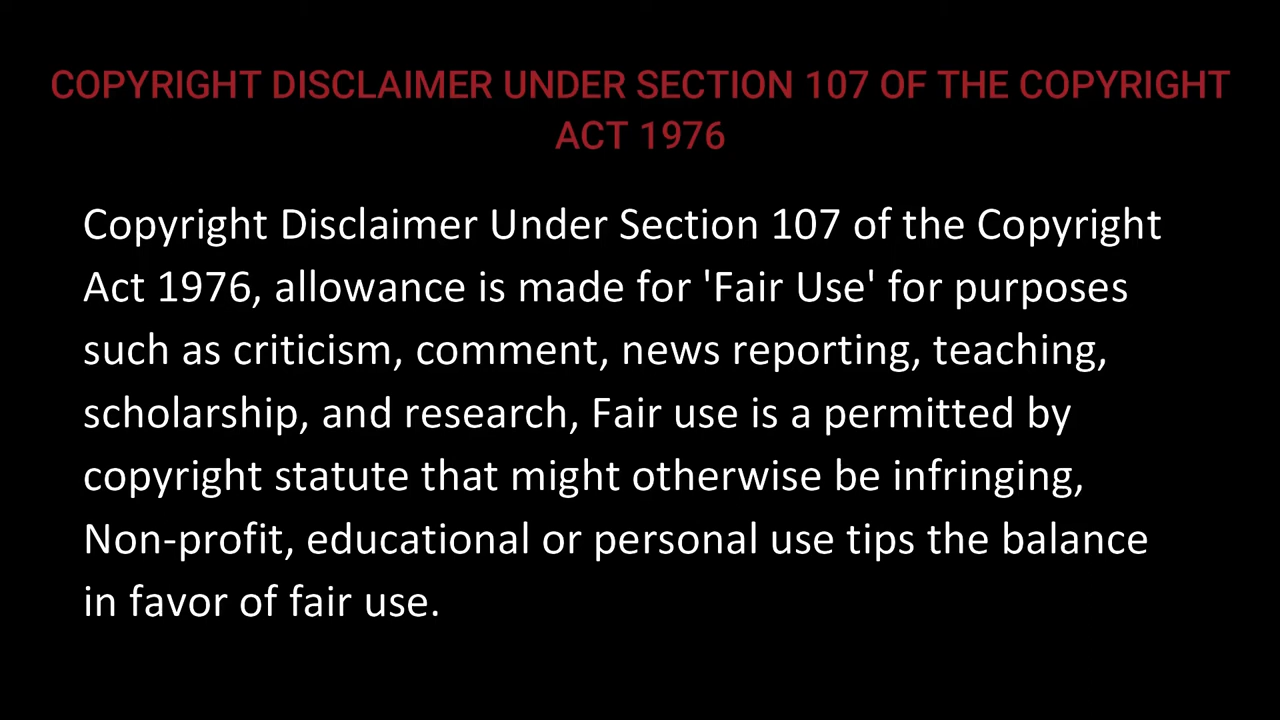 COPYRIGHT DISCLAIMER UNDER SECTION 107 OF THE COPYRIGHT
ACT 1976
Copyright Disclaimer Under Section 107 of the Copyright
Act 1976, allowance is made for 'Fair Use' for purposes
such as criticism, comment, news reporting, teaching,
scholarship, and research, Fair use is a permitted by
copyright statute that might otherwise be infringing,
Non-profit, educational or personal use tips the balance
in favor of fair use.